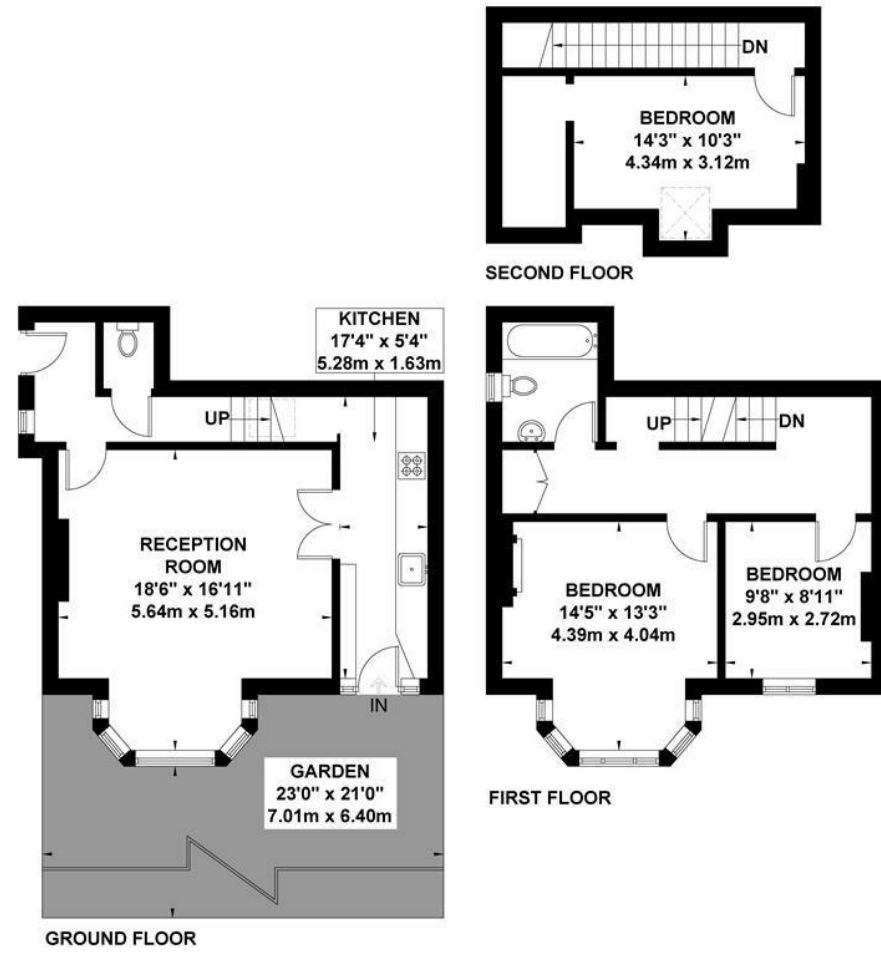 DN
BEDROOM
14'3" x 10'3"
4.34m x 3.12m
SECOND FLOOR
KITCHEN
17'4" x 5'4"
5.28m x 1.63m
UP
RECEPTION
ROOM
18'6" x 16'11"
5.64m x 5.16m
IN
GARDEN
23'0" x 21'0"
7.01m x 6.40m
GROUND FLOOR
UP
DN
BEDROOM
14'5" x 13'3"
4.39m x 4.04m
BEDROOM
9'8" x 8'11"
2.95m x 2.72m
FIRST FLOOR